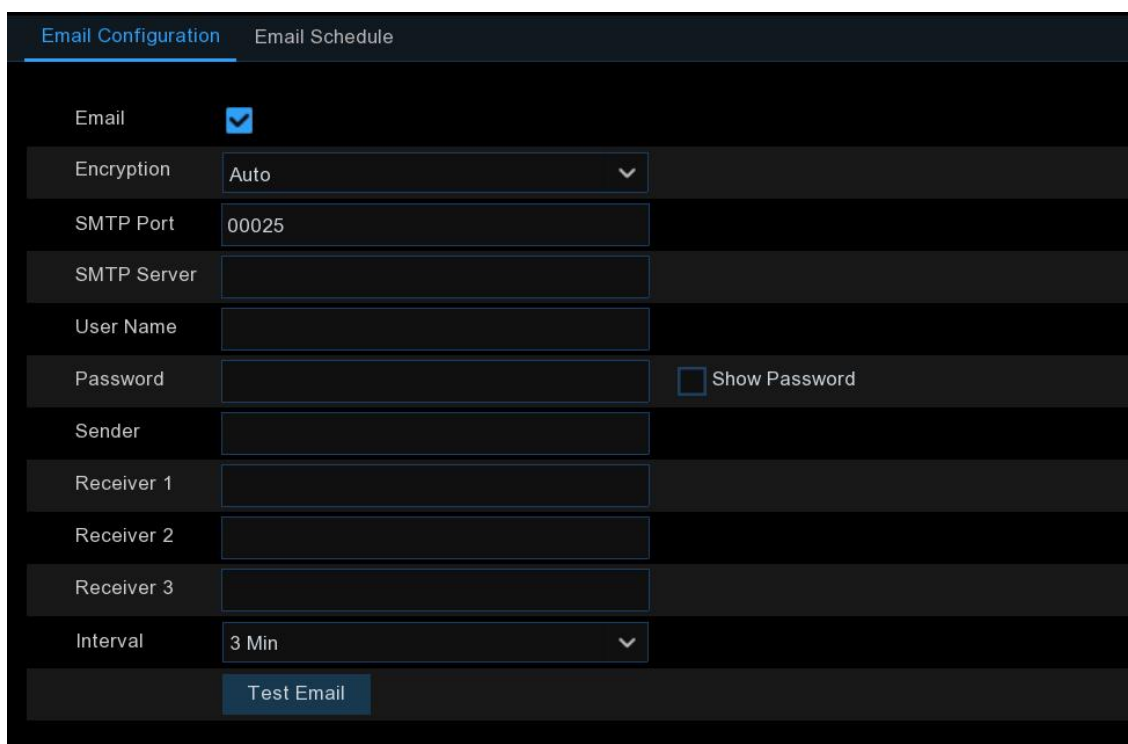 Email Configuration Email Schedule
Email
Encryption Auto
SMTP Port 00025
SMTP Server
User Name
Password Show Password
Sender
Receiver 1
Receiver 2
Receiver 3
Interval 3 Min
Test Email